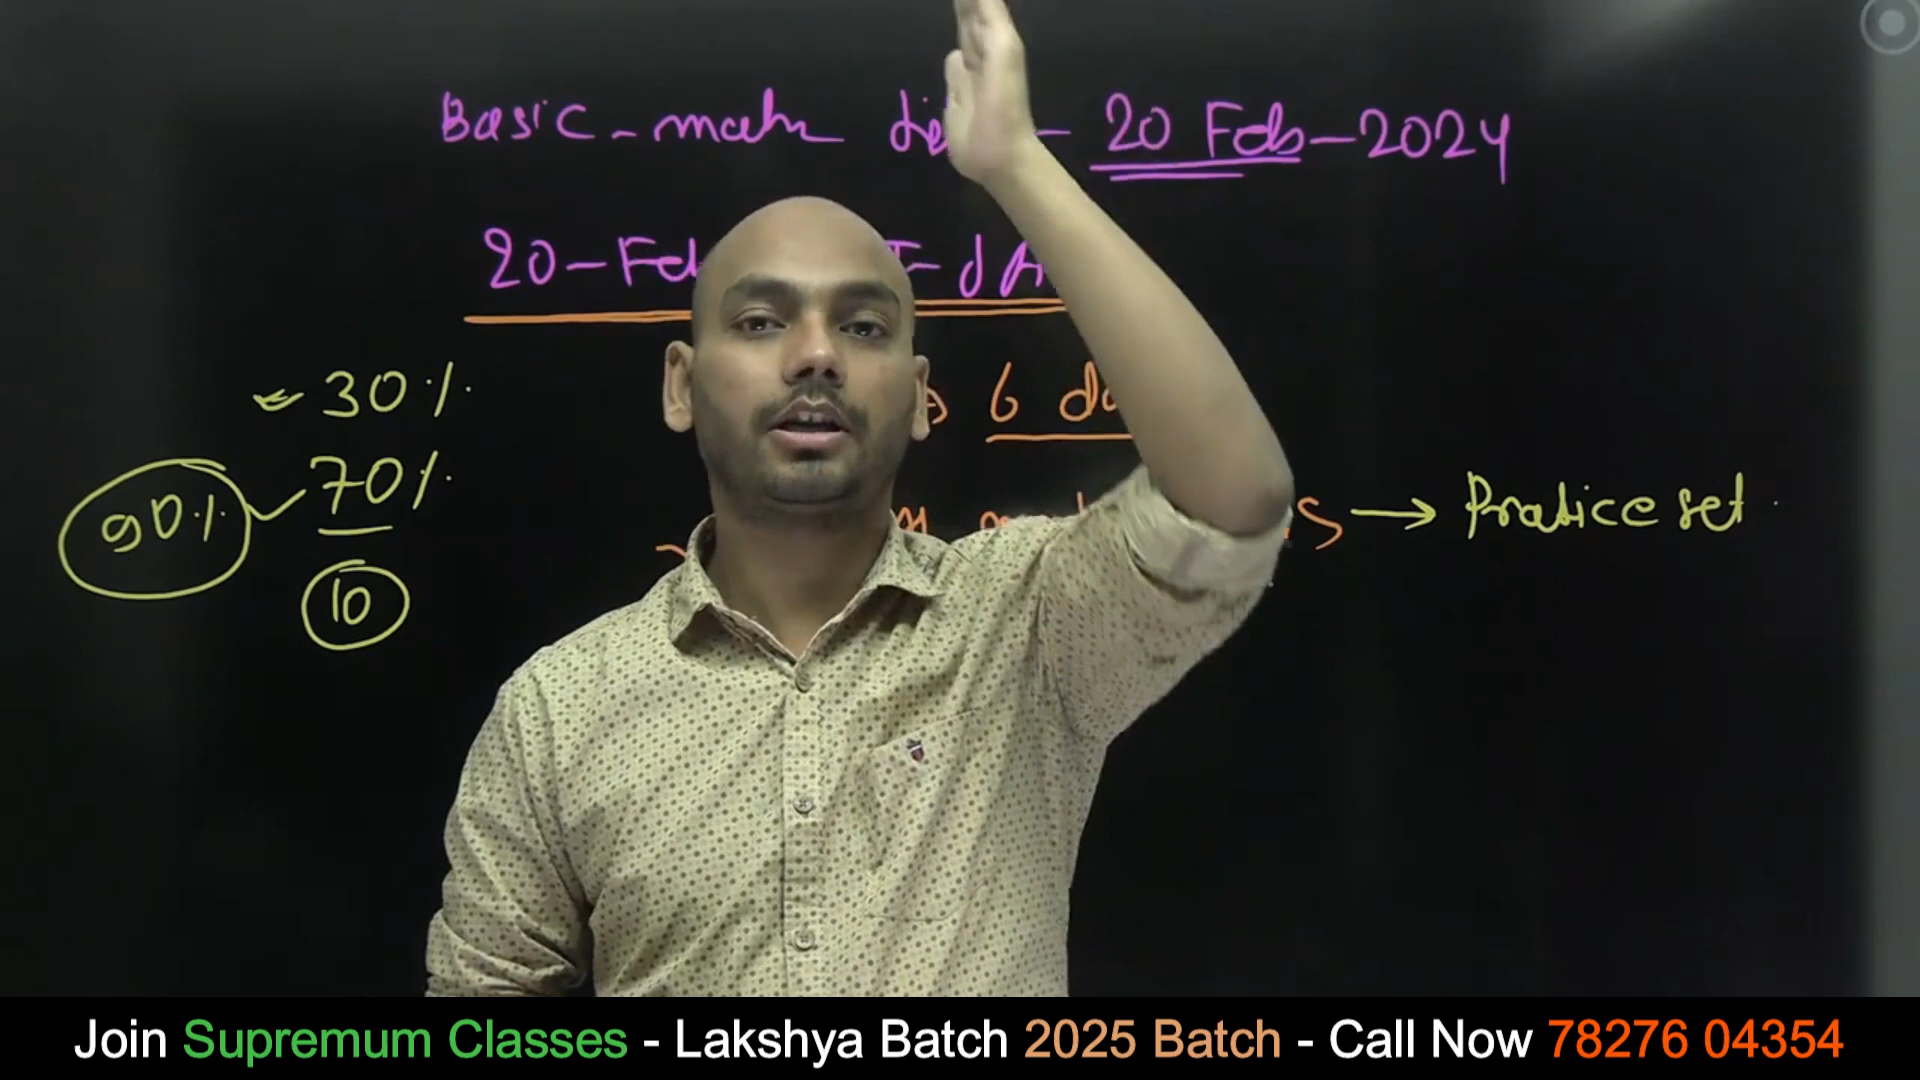 Basic - math - 20 Feb - 2024
20 - Feb
30%
6
70%
90%
Pratice set
10
Join Supremum Classes - Lakshya Batch 2025 Batch - Call Now 78276 04354